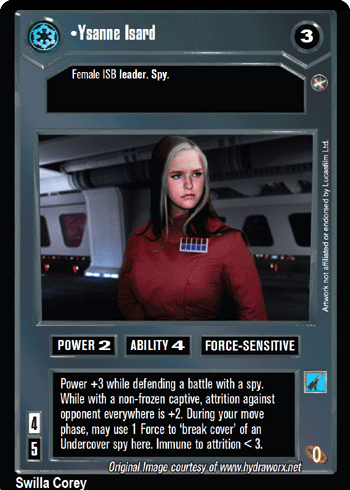 •Ysanne Isard
3
Female ISB leader. Spy.
Artwork not affiliated or endorsed by Lucasfilm Ltd.
POWER 2
ABILITY 4
FORCE-SENSITIVE
Power +3 while defending a battle with a spy.
While with a non-frozen captive, attrition against
opponent everywhere is +2. During your move
phase, may use 1 Force to 'break cover' of an
Undercover spy here. Immune to attrition < 3.
4
5
0
Original Image courtesy of www.hydraworx.net
Swilla Corey